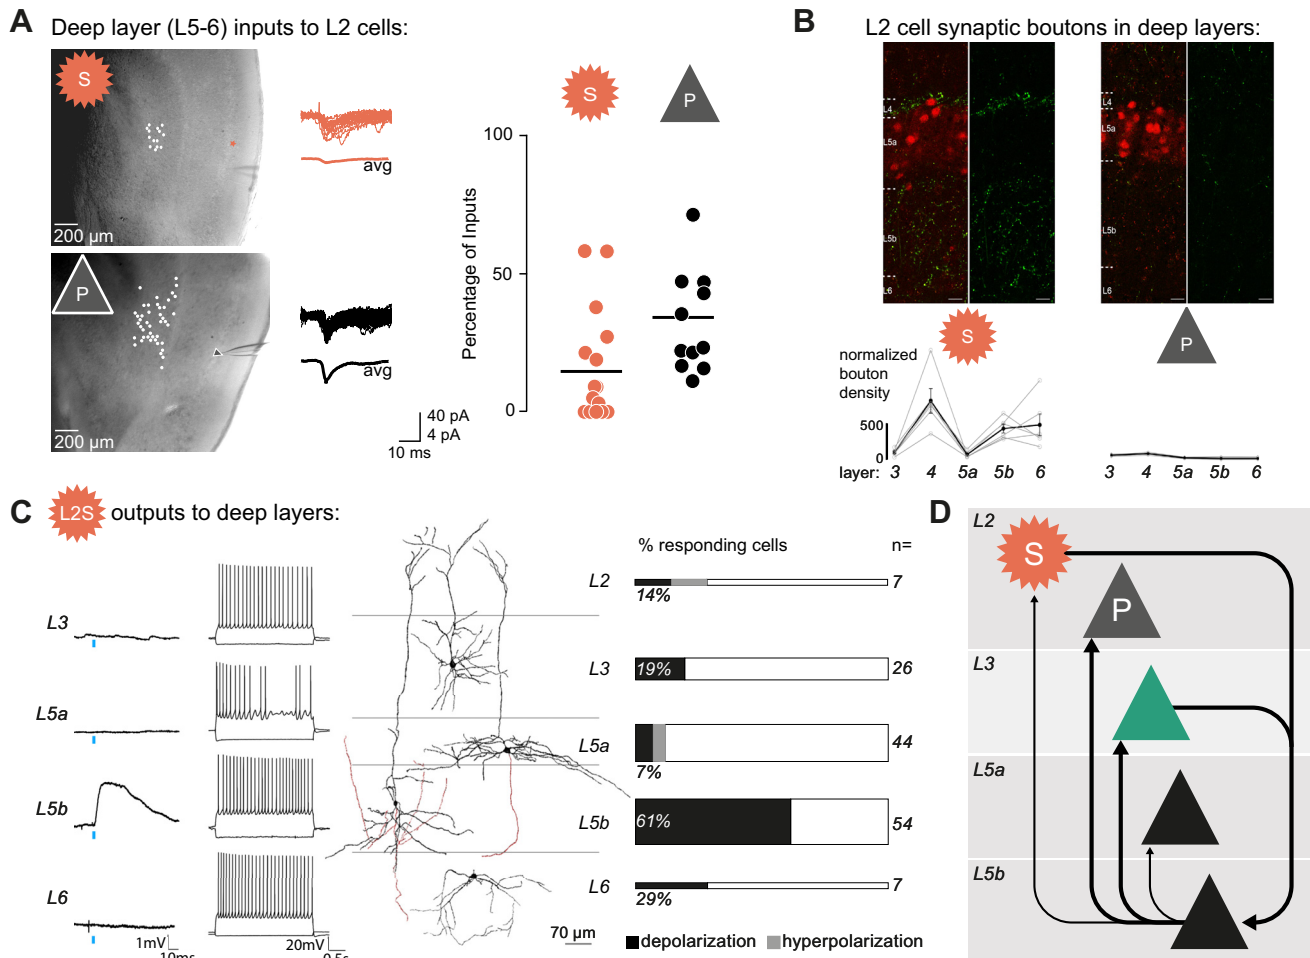 A
Deep layer (L5-6) inputs to L2 cells:
S
avg
200 µm
P
avg
200 µm
40 pA
4 pA
10 ms
S
P
100
50
0
Percentage of Inputs
B
L2 cell synaptic boutons in deep layers:
L4
L5a
L5b
L6
L4
L5a
L5b
L6
S
P
normalized
bouton
density
500
0
layer: 3 4 5a 5b 6
3 4 5a 5b 6
C
L2S outputs to deep layers:
L3
L5a
L5b
L6
1mV
10ms
20mV
0.5s
70 µm
% responding cells n=
L2 7
14%
L3 19% 26
L5a 44
7%
L5b 61% 54
L6 7
29%
depolarization hyperpolarization
D
L2
S
P
L3
L5a
L5b